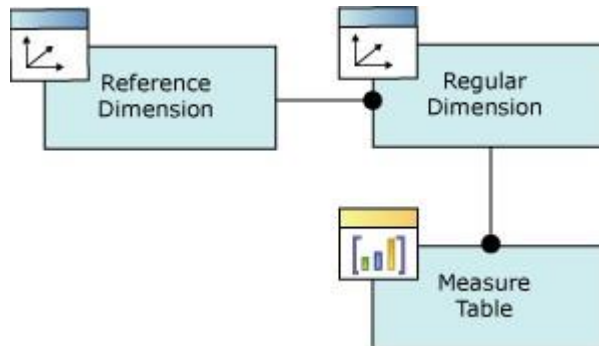 Reference
Dimension
Regular
Dimension
Measure
Table